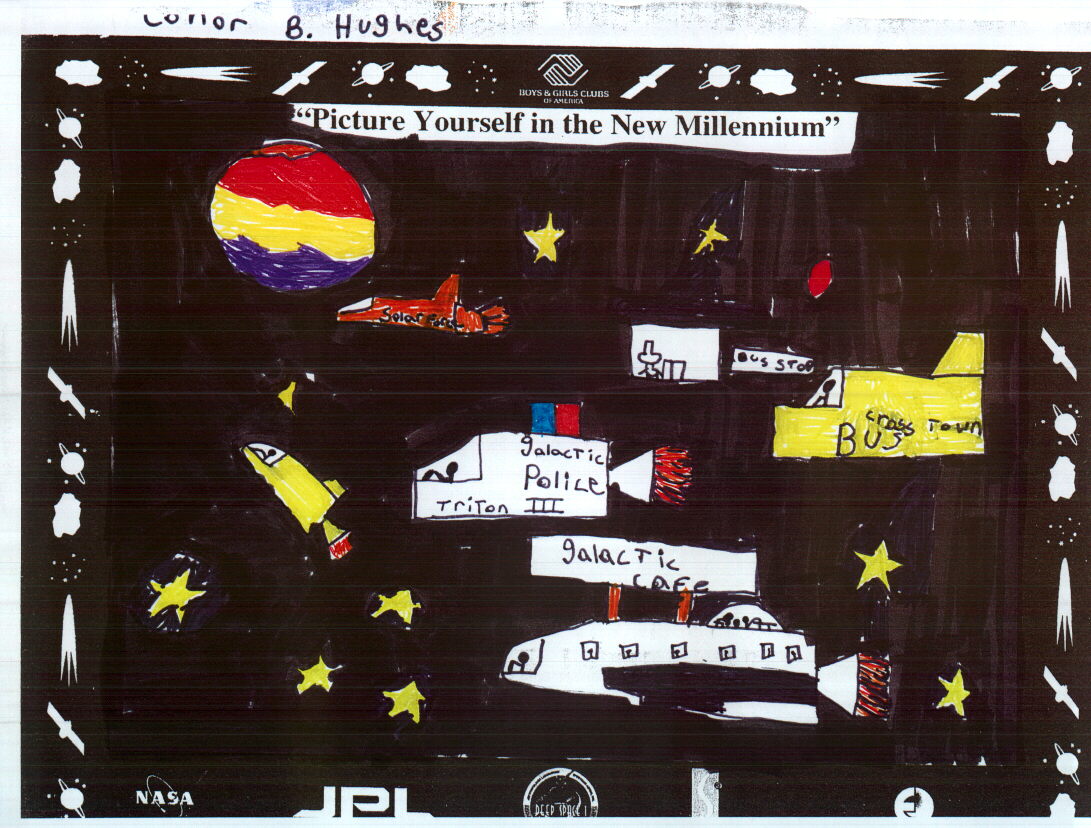 Conor B. Hughes
BOYS & GIRLS CLUBS
OF AMERICA
“Picture Yourself in the New Millennium”
Solar
BUS STOP
Cross Town
BUS
galactic
Police
Triton III
galactic
cafe
NASA
JPL
DEEP SPACE 1